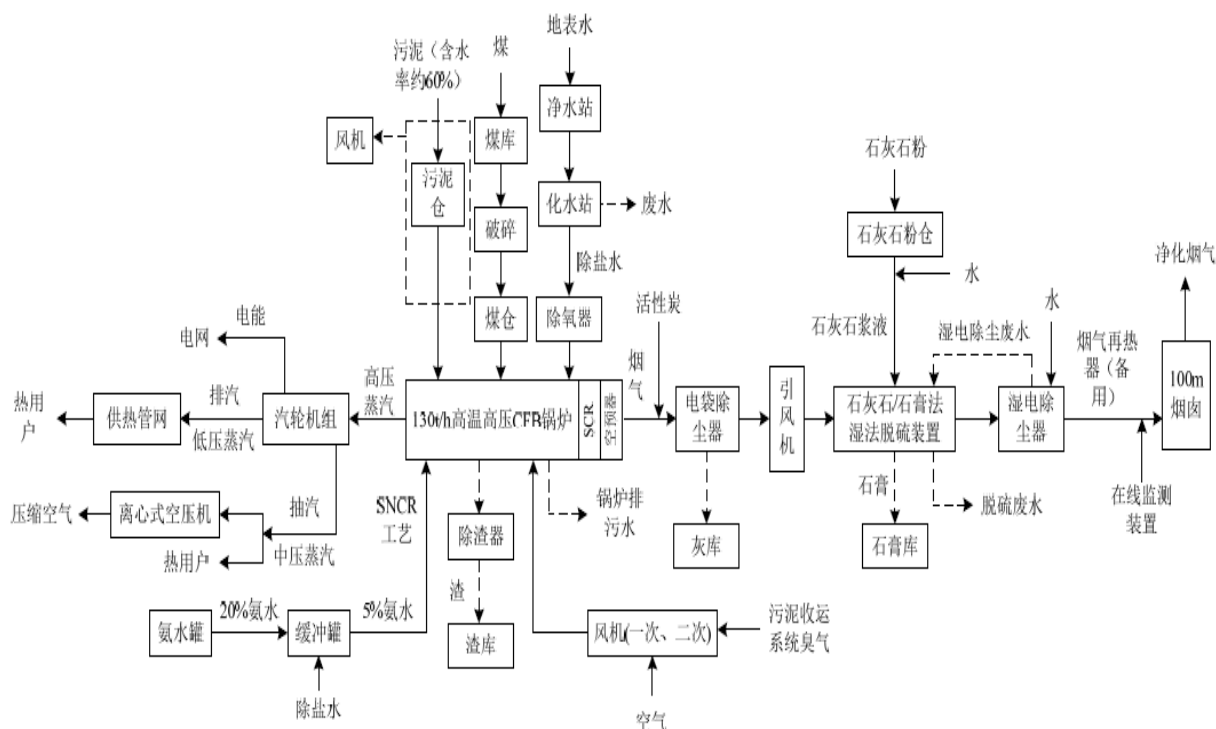 地表水
污泥（含水
率约60%）
煤
净水站
风机
煤库
石灰石粉
污泥
仓
化水站
废水
破碎
石灰石粉仓
净化烟气
除盐水
水
活性炭
水
煤仓
除氧器
石灰石浆液
湿电除尘废水
烟气再热
器（备
用）
电能
电网
烟气
高压
蒸汽
100m
烟囱
热用
户
供热管网
排汽
低压蒸汽
汽轮机组
130t/h高温高压CFB锅炉
SCR
空预器
电袋除
尘器
引风机
石灰石/石膏法
湿法脱硫装置
湿电除
尘器
SNCR
工艺
锅炉排
污水
石膏
脱硫废水
在线监测
装置
压缩空气
离心式空压机
抽汽
中压蒸汽
热用户
除渣器
灰库
石膏库
渣
20%氨水
5%氨水
氨水罐
缓冲罐
渣库
风机(一次、二次)
污泥收运
系统臭气
除盐水
空气